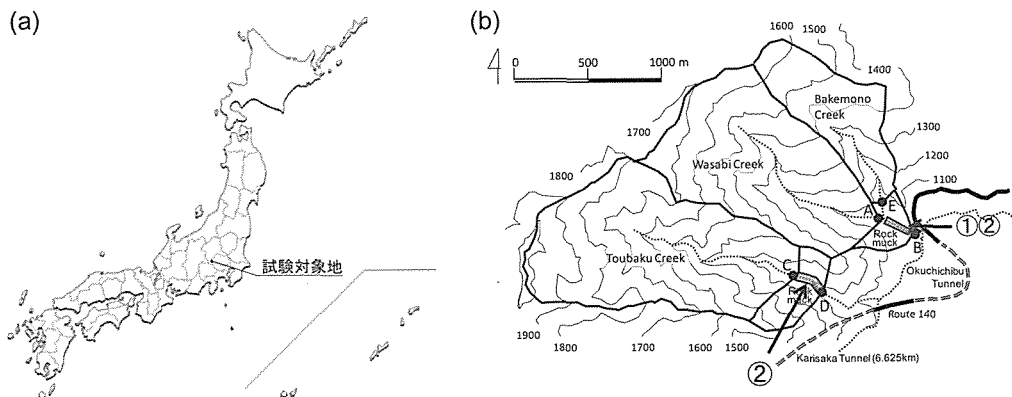 (a)
試験対象地
(b)
4
0 500 1000 m
1600
1500
1400
Bakemono
Creek
1300
1700
1200
Wasabi Creek
1100
1800
A
E
①②
Rock
muck
B
Toubaku Creek
C
Okuchichibu
Tunnel
Rock
muck
D
Route 140
1900
1800
1700
1600
1500
Karisaka Tunnel (6.625km)
②